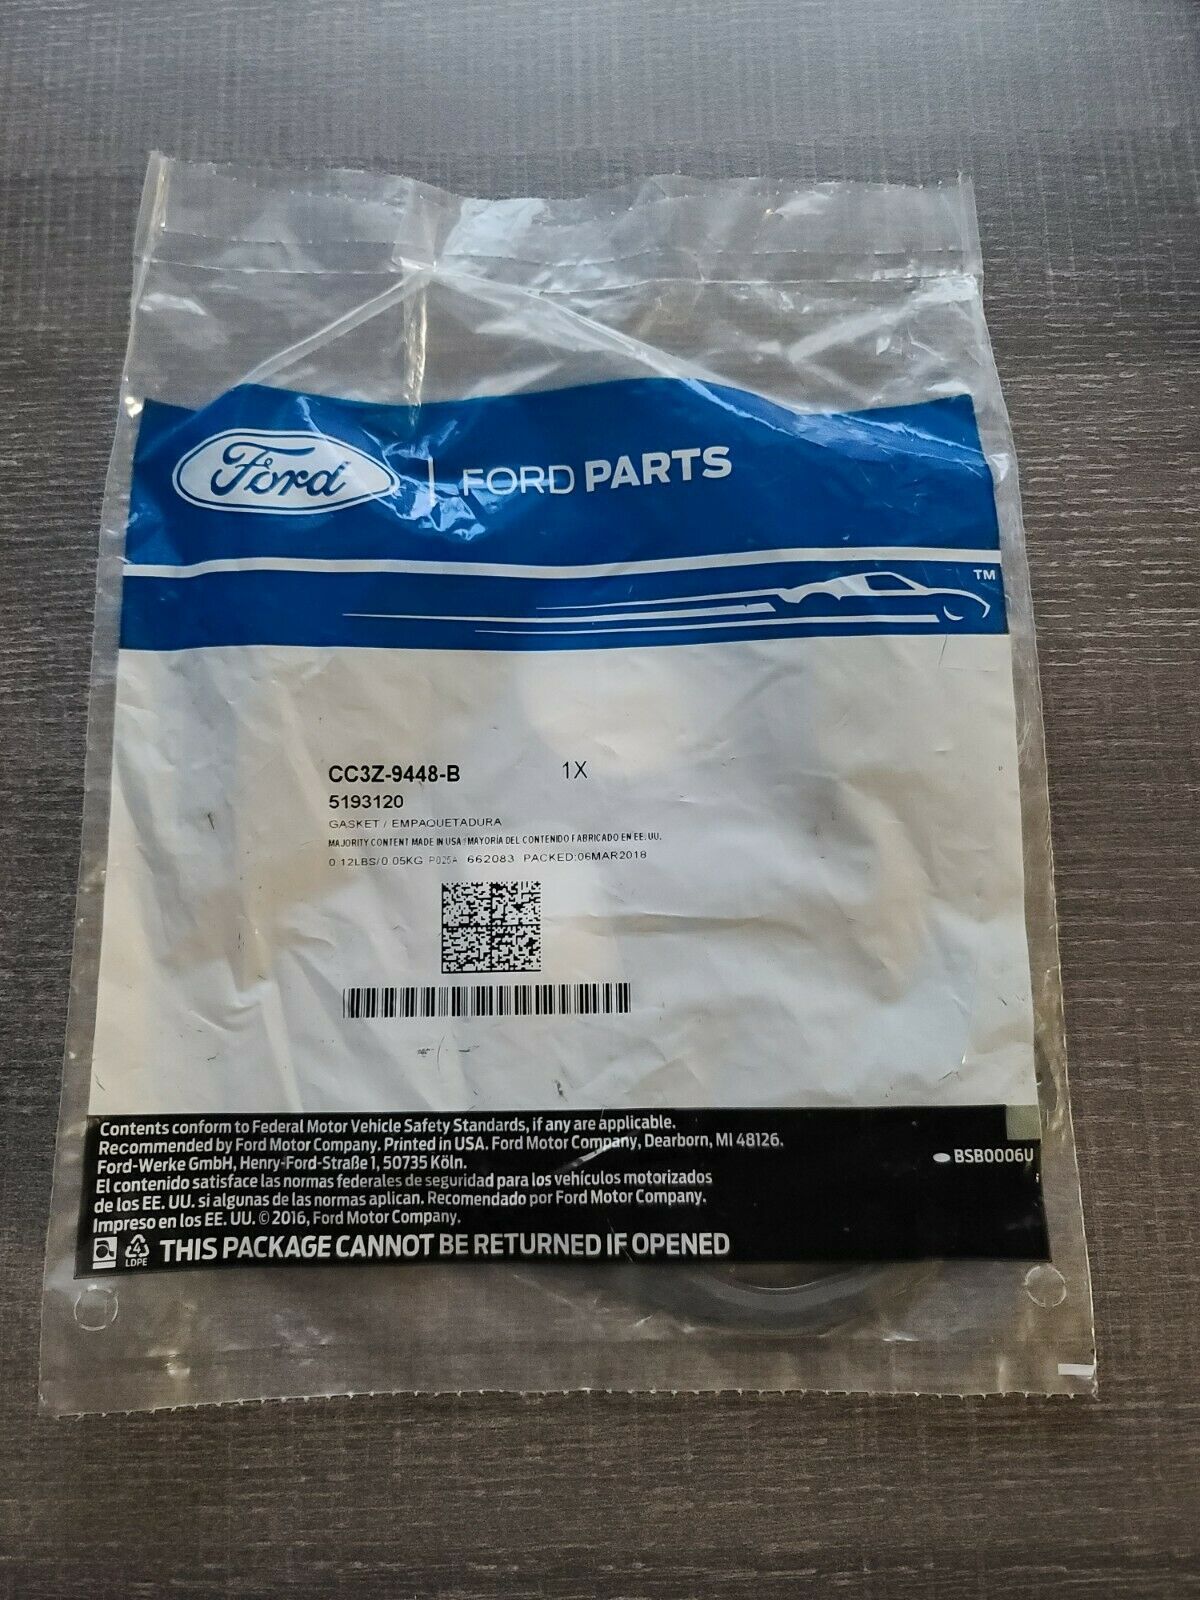 Ford | FORD PARTS
TM
CC3Z-9448-B 1X
5193120
GASKET / EMPAQUETADURA
MAJORITY CONTENT MADE IN USA/MAYORÍA DEL CONTENIDO FABRICADO EN EE. UU.
0.12LBS/0.05KG P025A 662083 PACKED:06MAR2018
Contents conform to Federal Motor Vehicle Safety Standards, if any are applicable.
Recommended by Ford Motor Company. Printed in USA. Ford Motor Company, Dearborn, MI 48126.
Ford-Werke GmbH, Henry-Ford-Straße 1, 50735 Köln.
BSB0006U
El contenido satisface las normas federales de seguridad para los vehículos motorizados
de los EE. UU. si algunas de las normas aplican. Recomendado por Ford Motor Company.
Impreso en los EE. UU. © 2016, Ford Motor Company.
4
LDPE
THIS PACKAGE CANNOT BE RETURNED IF OPENED